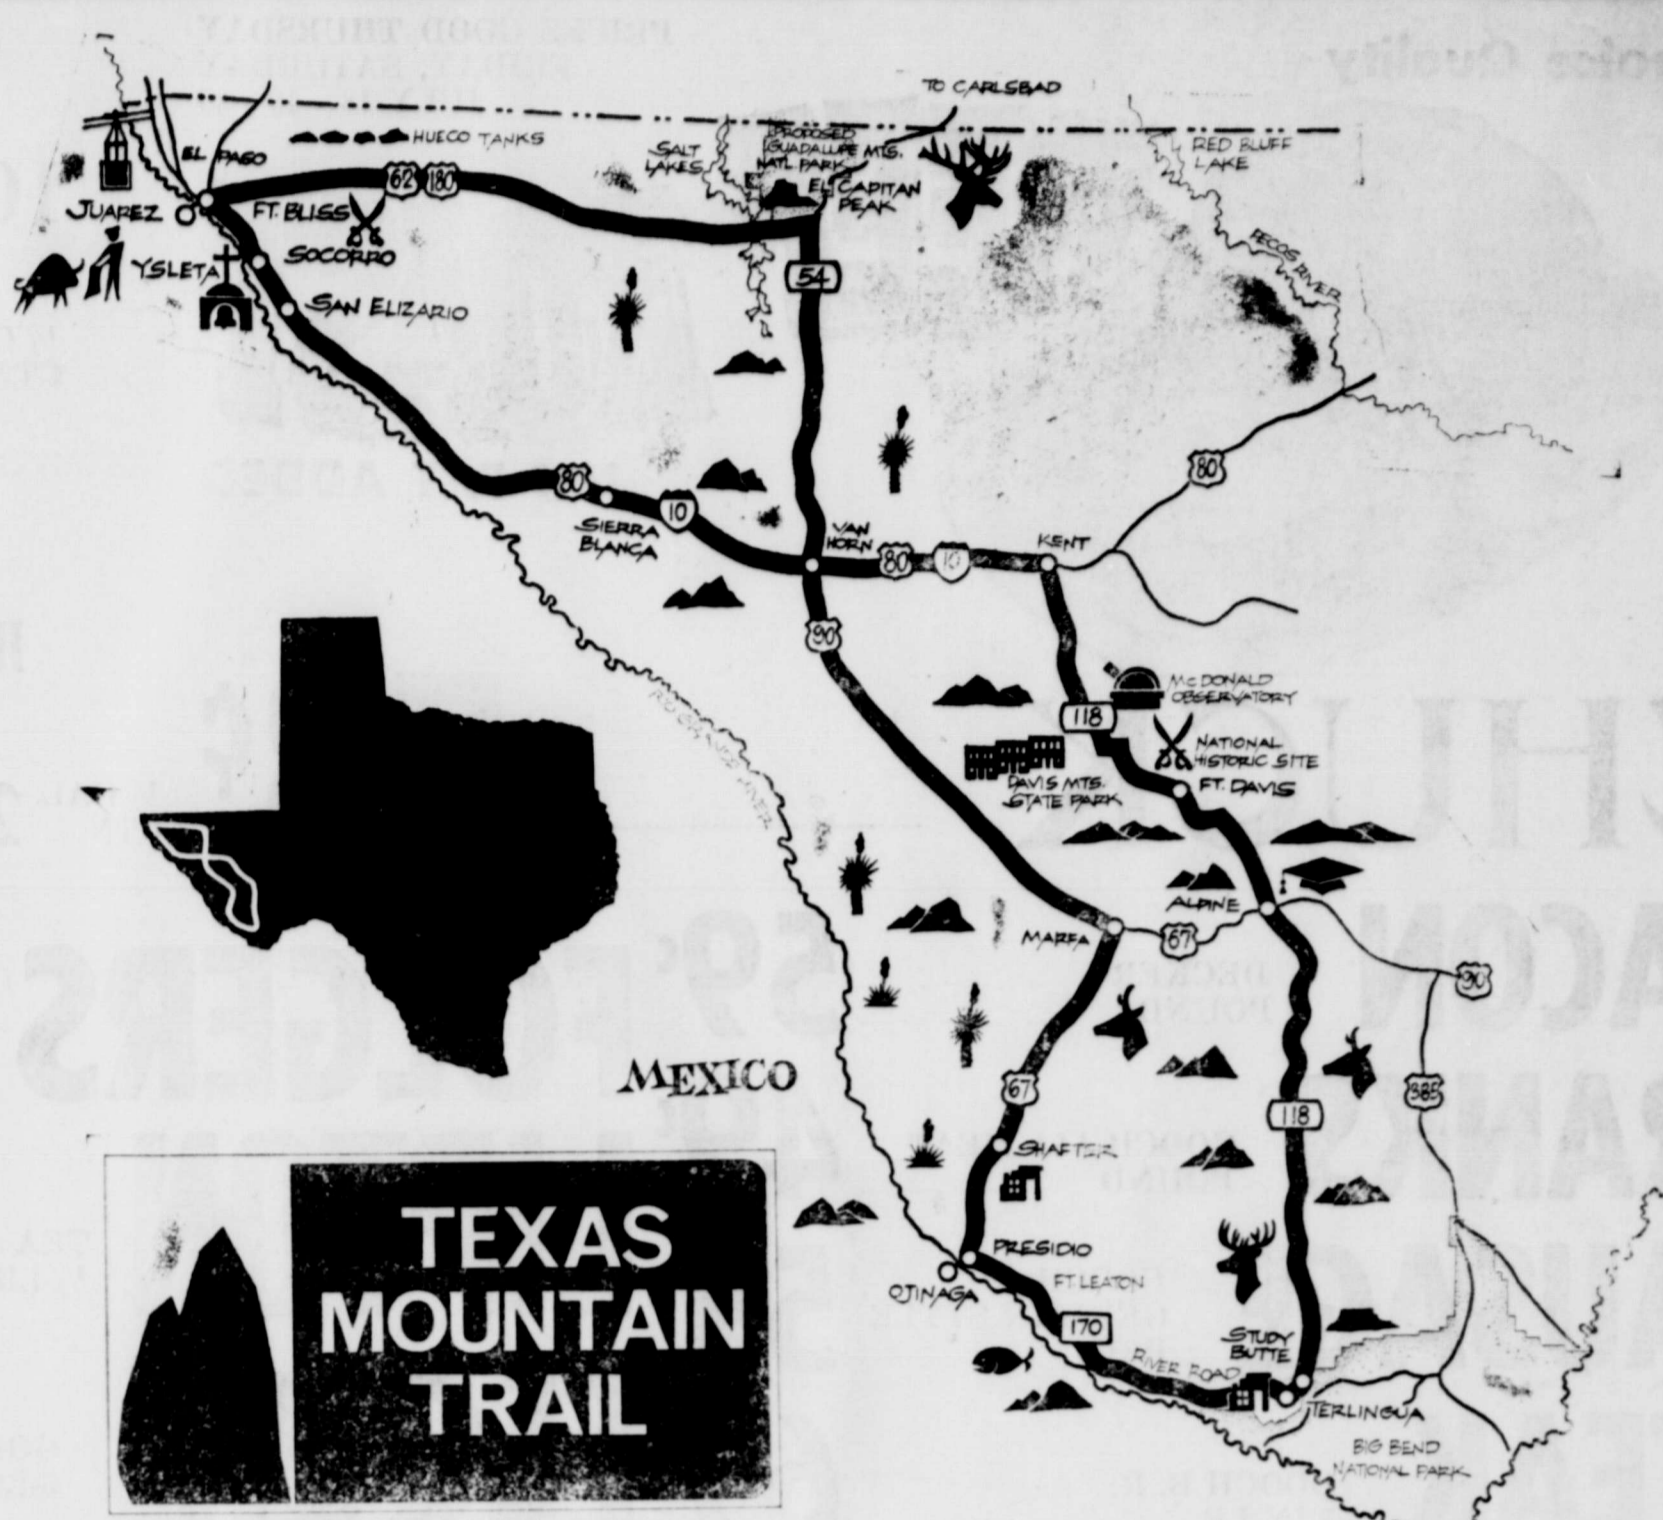 TO CARLSBAD
HUECO TANKS
EL PASO
SALT
LAKES
PROPOSED
GUADALUPE MTS.
NATL PARK
EL CAPITAN
PEAK
RED BLUFF
LAKE
62
180
JUAREZ
FT. BLISS
SOCORRO
YSLETA
SAN ELIZARIO
PECOS RIVER
54
80
80
SIERRA
BLANCA
10
VAN
HORN
80
10
KENT
90
RIO GRANDE RIVER
McDONALD
OBSERVATORY
118
NATIONAL
HISTORIC SITE
DAVIS MTS.
STATE PARK
FT. DAVIS
ALPINE
MARFA
67
90
MEXICO
67
385
118
SHAFTER
PRESIDIO
OJINAGA
FT. LEATON
170
RIVER ROAD
STUDY
BUTTE
TERLINGUA
BIG BEND
NATIONAL PARK
TEXAS
MOUNTAIN
TRAIL